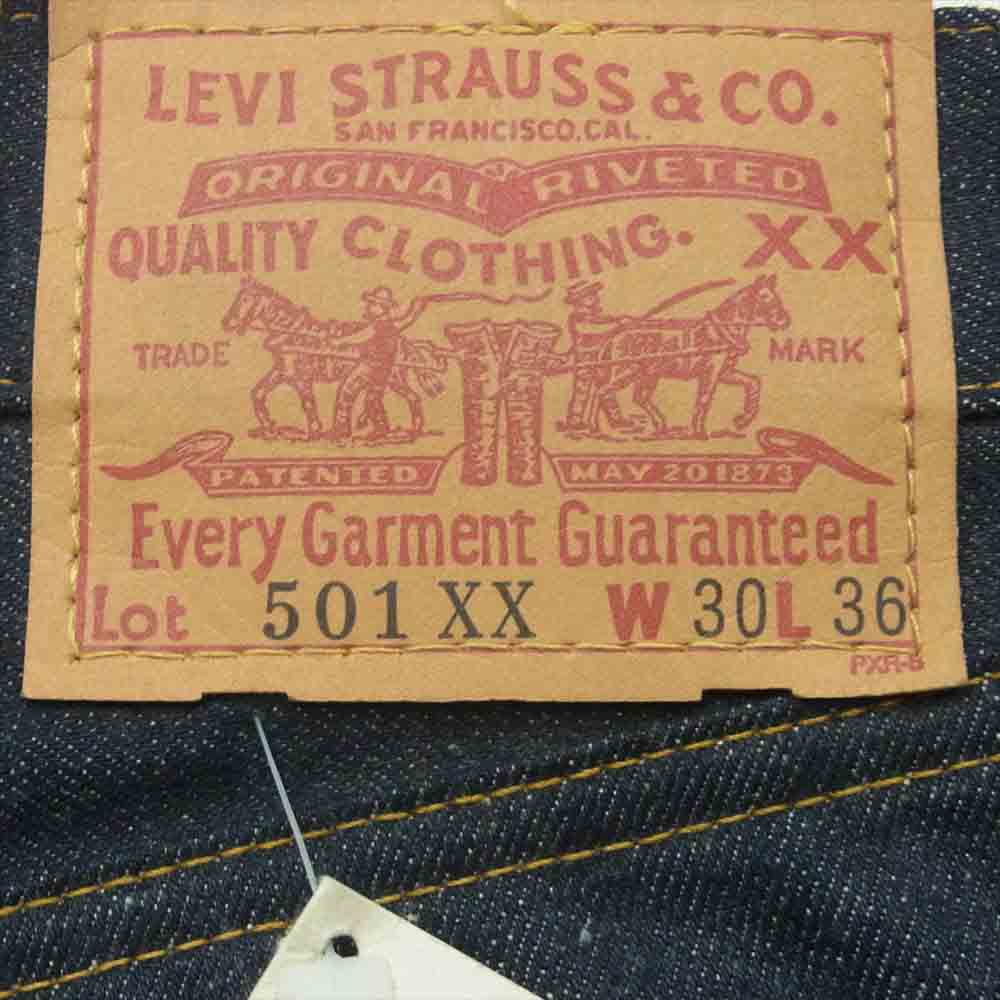 LEVI STRAUSS & CO.
SAN FRANCISCO, CAL.
ORIGINAL RIVETED
QUALITY CLOTHING. XX
TRADE MARK
PATENTED MAY 20 1873
Every Garment Guaranteed
Lot 501 XX W 30 L 36